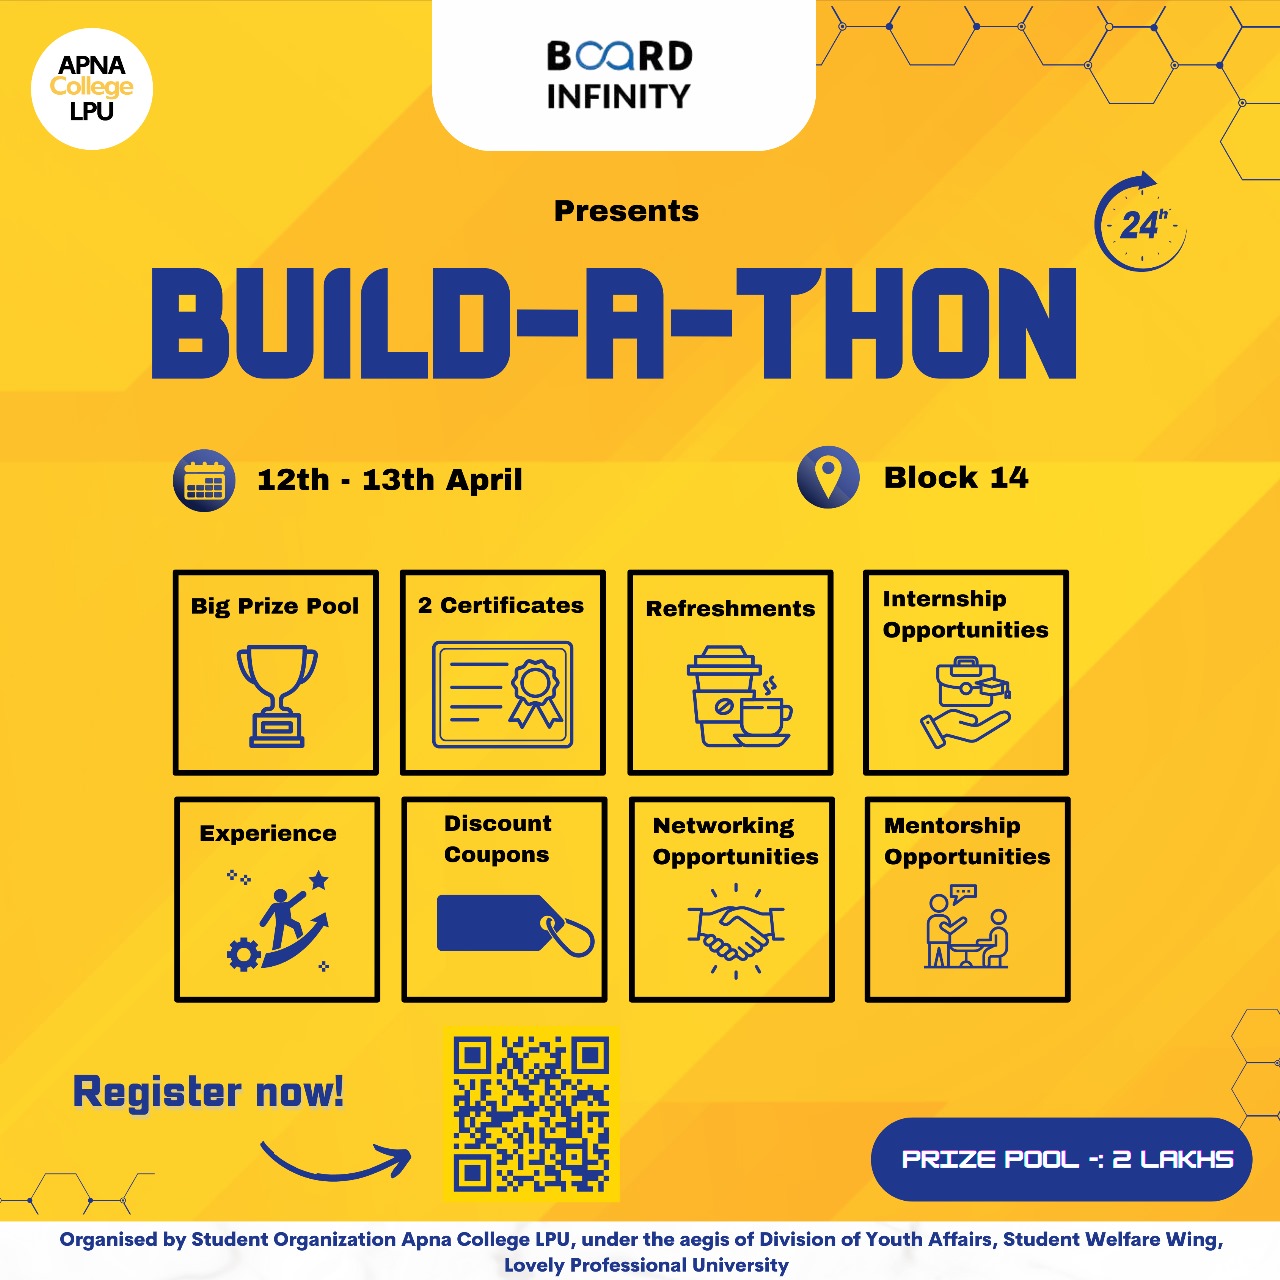 APNA
College
LPU
BOARD
INFINITY
Presents
24h
BUILD-A-THON
12th - 13th April
Block 14
Big Prize Pool
2 Certificates
Refreshments
Internship
Opportunities
Experience
Discount
Coupons
Networking
Opportunities
Mentorship
Opportunities
Register now!
PRIZE POOL -: 2 LAKHS
Organised by Student Organization Apna College LPU, under the aegis of Division of Youth Affairs, Student Welfare Wing,
Lovely Professional University